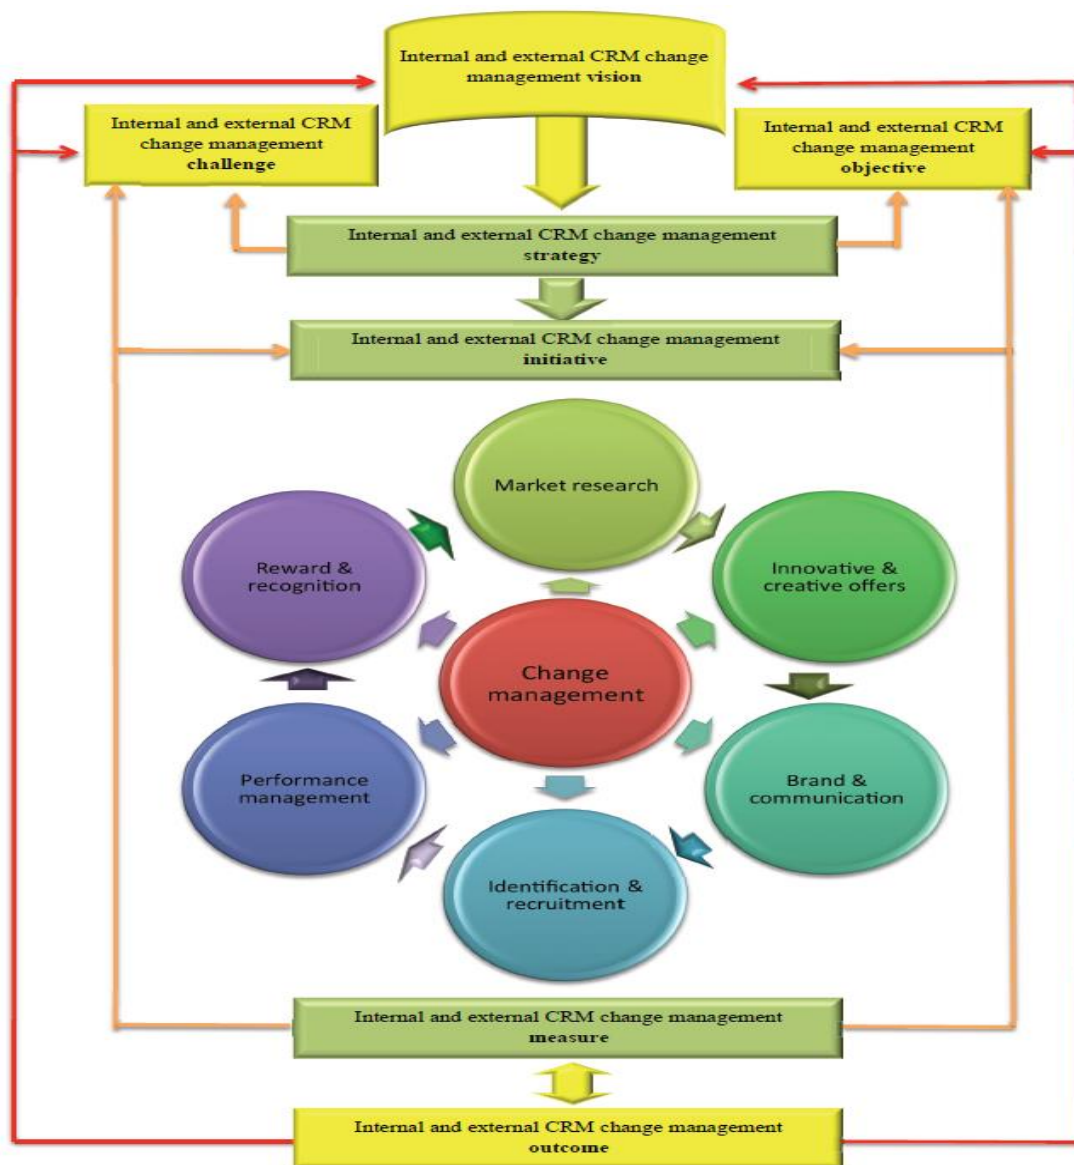 Internal and external CRM change
management vision
Internal and external CRM
change management
challenge
Internal and external CRM
change management
objective
Internal and external CRM change management
strategy
Internal and external CRM change management
initiative
Market research
Reward &
recognition
Innovative &
creative offers
Change
management
Performance
management
Brand &
communication
Identification &
recruitment
Internal and external CRM change management
measure
Internal and external CRM change management
outcome